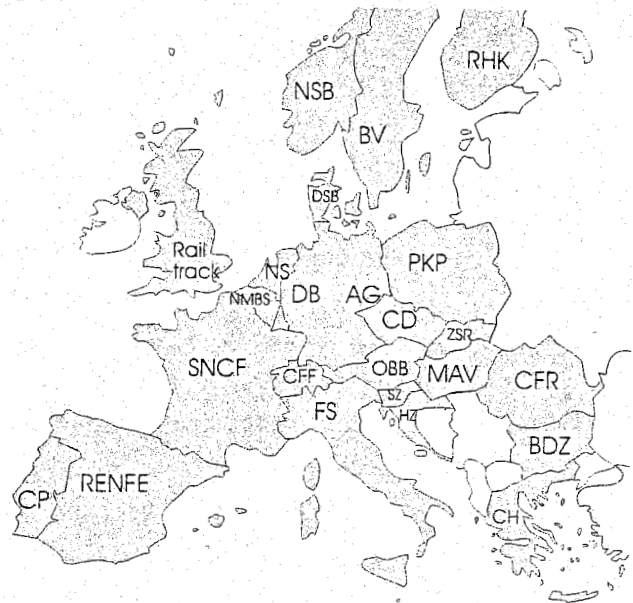 RHK
NSB
BV
DSB
Rail
track
NS
NMBS
DB AG
PKP
CD
ZSR
SNCF
CFF
OBB
MAV
CFR
SZ
HZ
FS
BDZ
CP
RENFE
CH